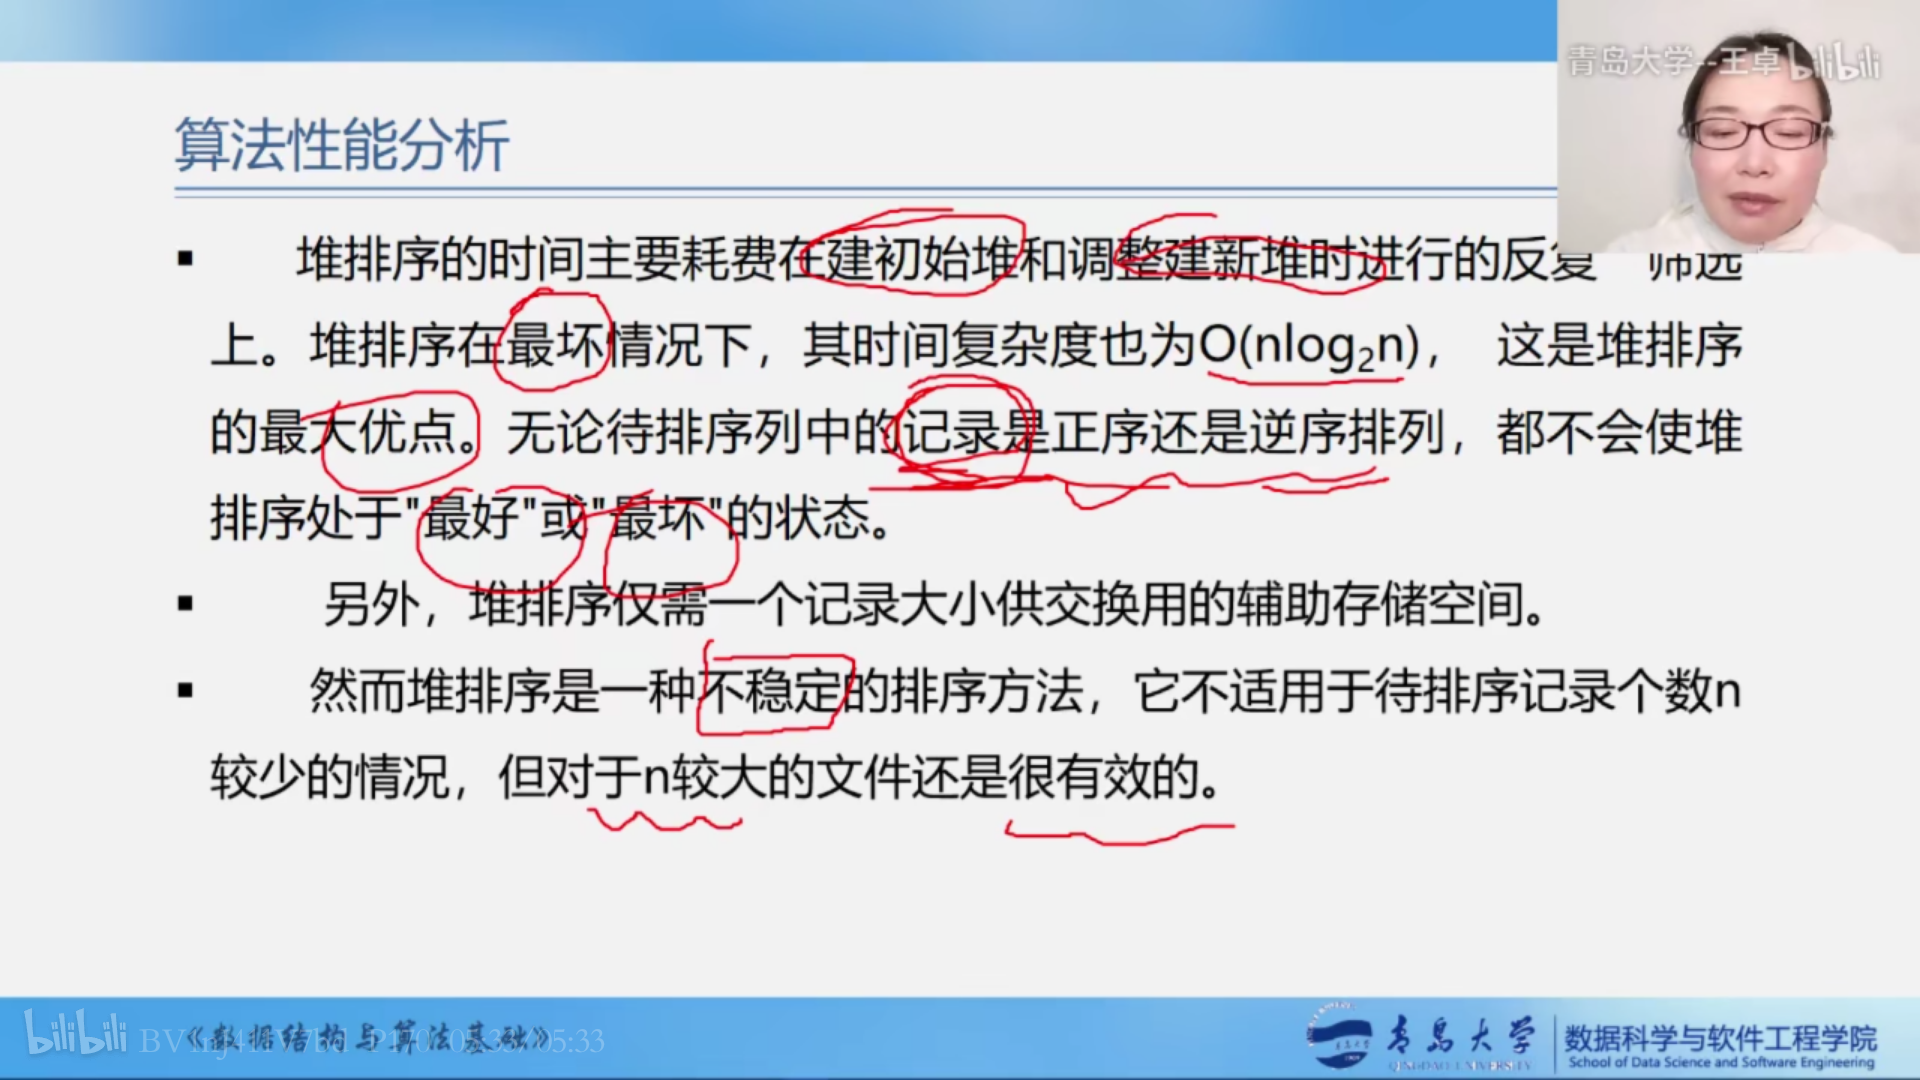 青岛大学--王卓 bilibili
算法性能分析
▪ 堆排序的时间主要耗费在建初始堆和调整建新堆时进行的反复 筛选
上。堆排序在最坏情况下，其时间复杂度也为O(nlog₂n)， 这是堆排序
的最大优点。无论待排序列中的记录是正序还是逆序排列，都不会使堆
排序处于"最好"或"最坏"的状态。
▪ 另外，堆排序仅需一个记录大小供交换用的辅助存储空间。
▪ 然而堆排序是一种不稳定的排序方法，它不适用于待排序记录个数n
较少的情况，但对于n较大的文件还是很有效的。
bilibili
《数据结构与算法基础》
青岛大学
QINGDAO UNIVERSITY
数据科学与软件工程学院
School of Data Science and Software Engineering